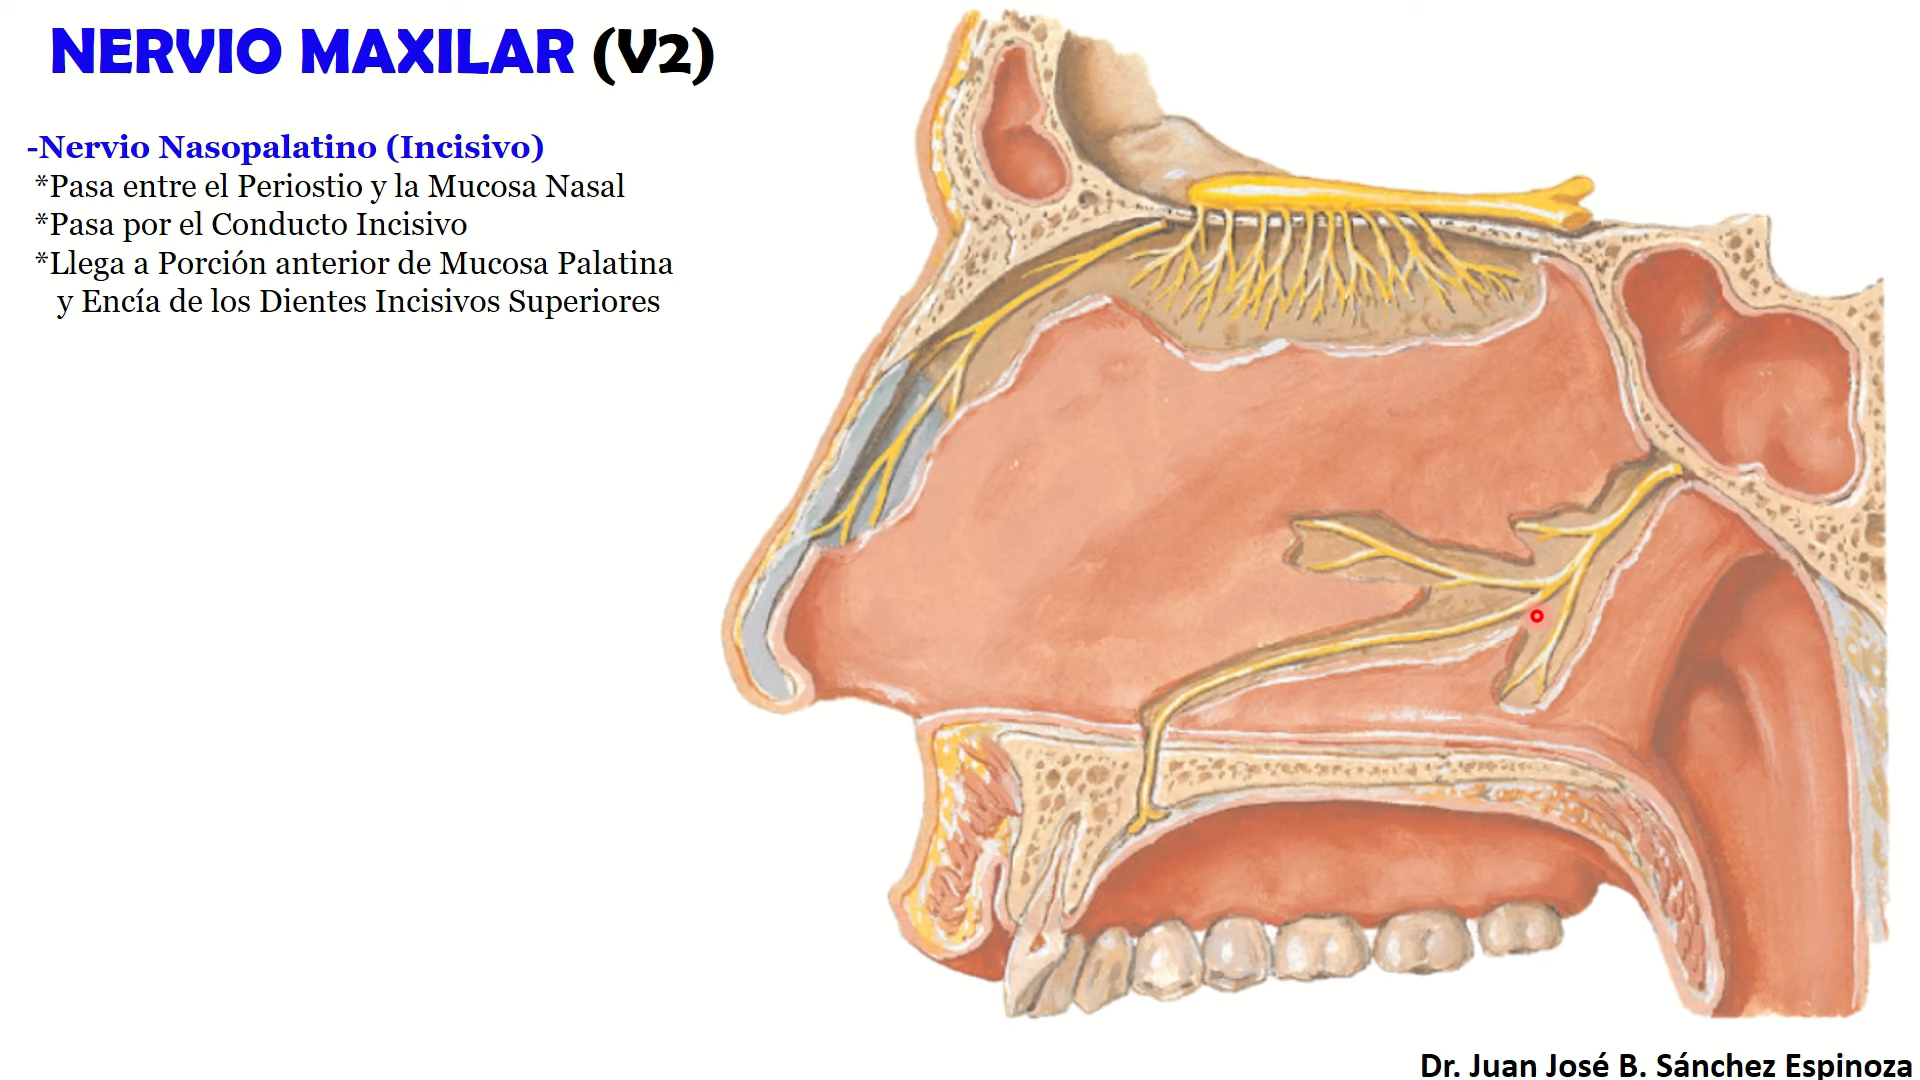 NERVIO MAXILAR (V2)
-Nervio Nasopalatino (Incisivo)
*Pasa entre el Periostio y la Mucosa Nasal
*Pasa por el Conducto Incisivo
*Llega a Porción anterior de Mucosa Palatina
y Encía de los Dientes Incisivos Superiores
Dr. Juan José B. Sánchez Espinoza